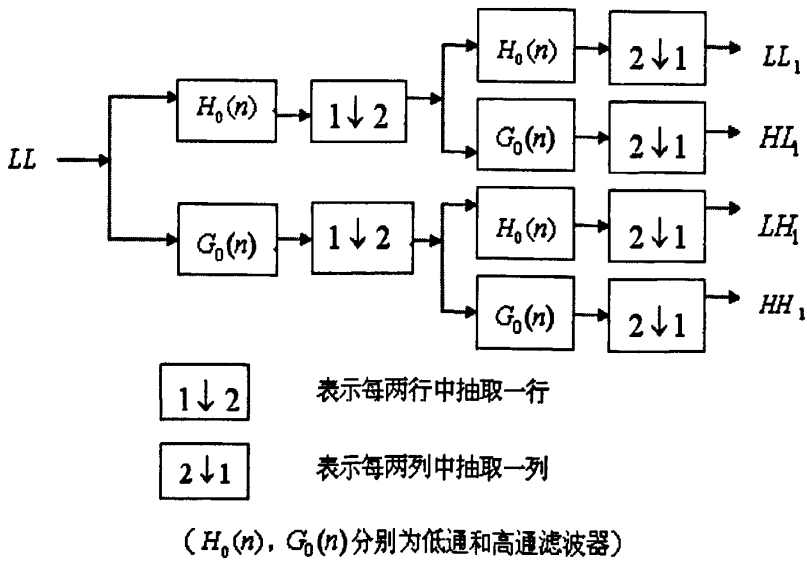 H₀(n) 2↓1 LL₁
H₀(n) 1↓2
G₀(n) 2↓1 HL₁
LL
H₀(n) 2↓1 LH₁
G₀(n) 1↓2
G₀(n) 2↓1 HH₁
1↓2 表示每两行中抽取一行
2↓1 表示每两列中抽取一列
(H₀(n), G₀(n)分别为低通和高通滤波器)